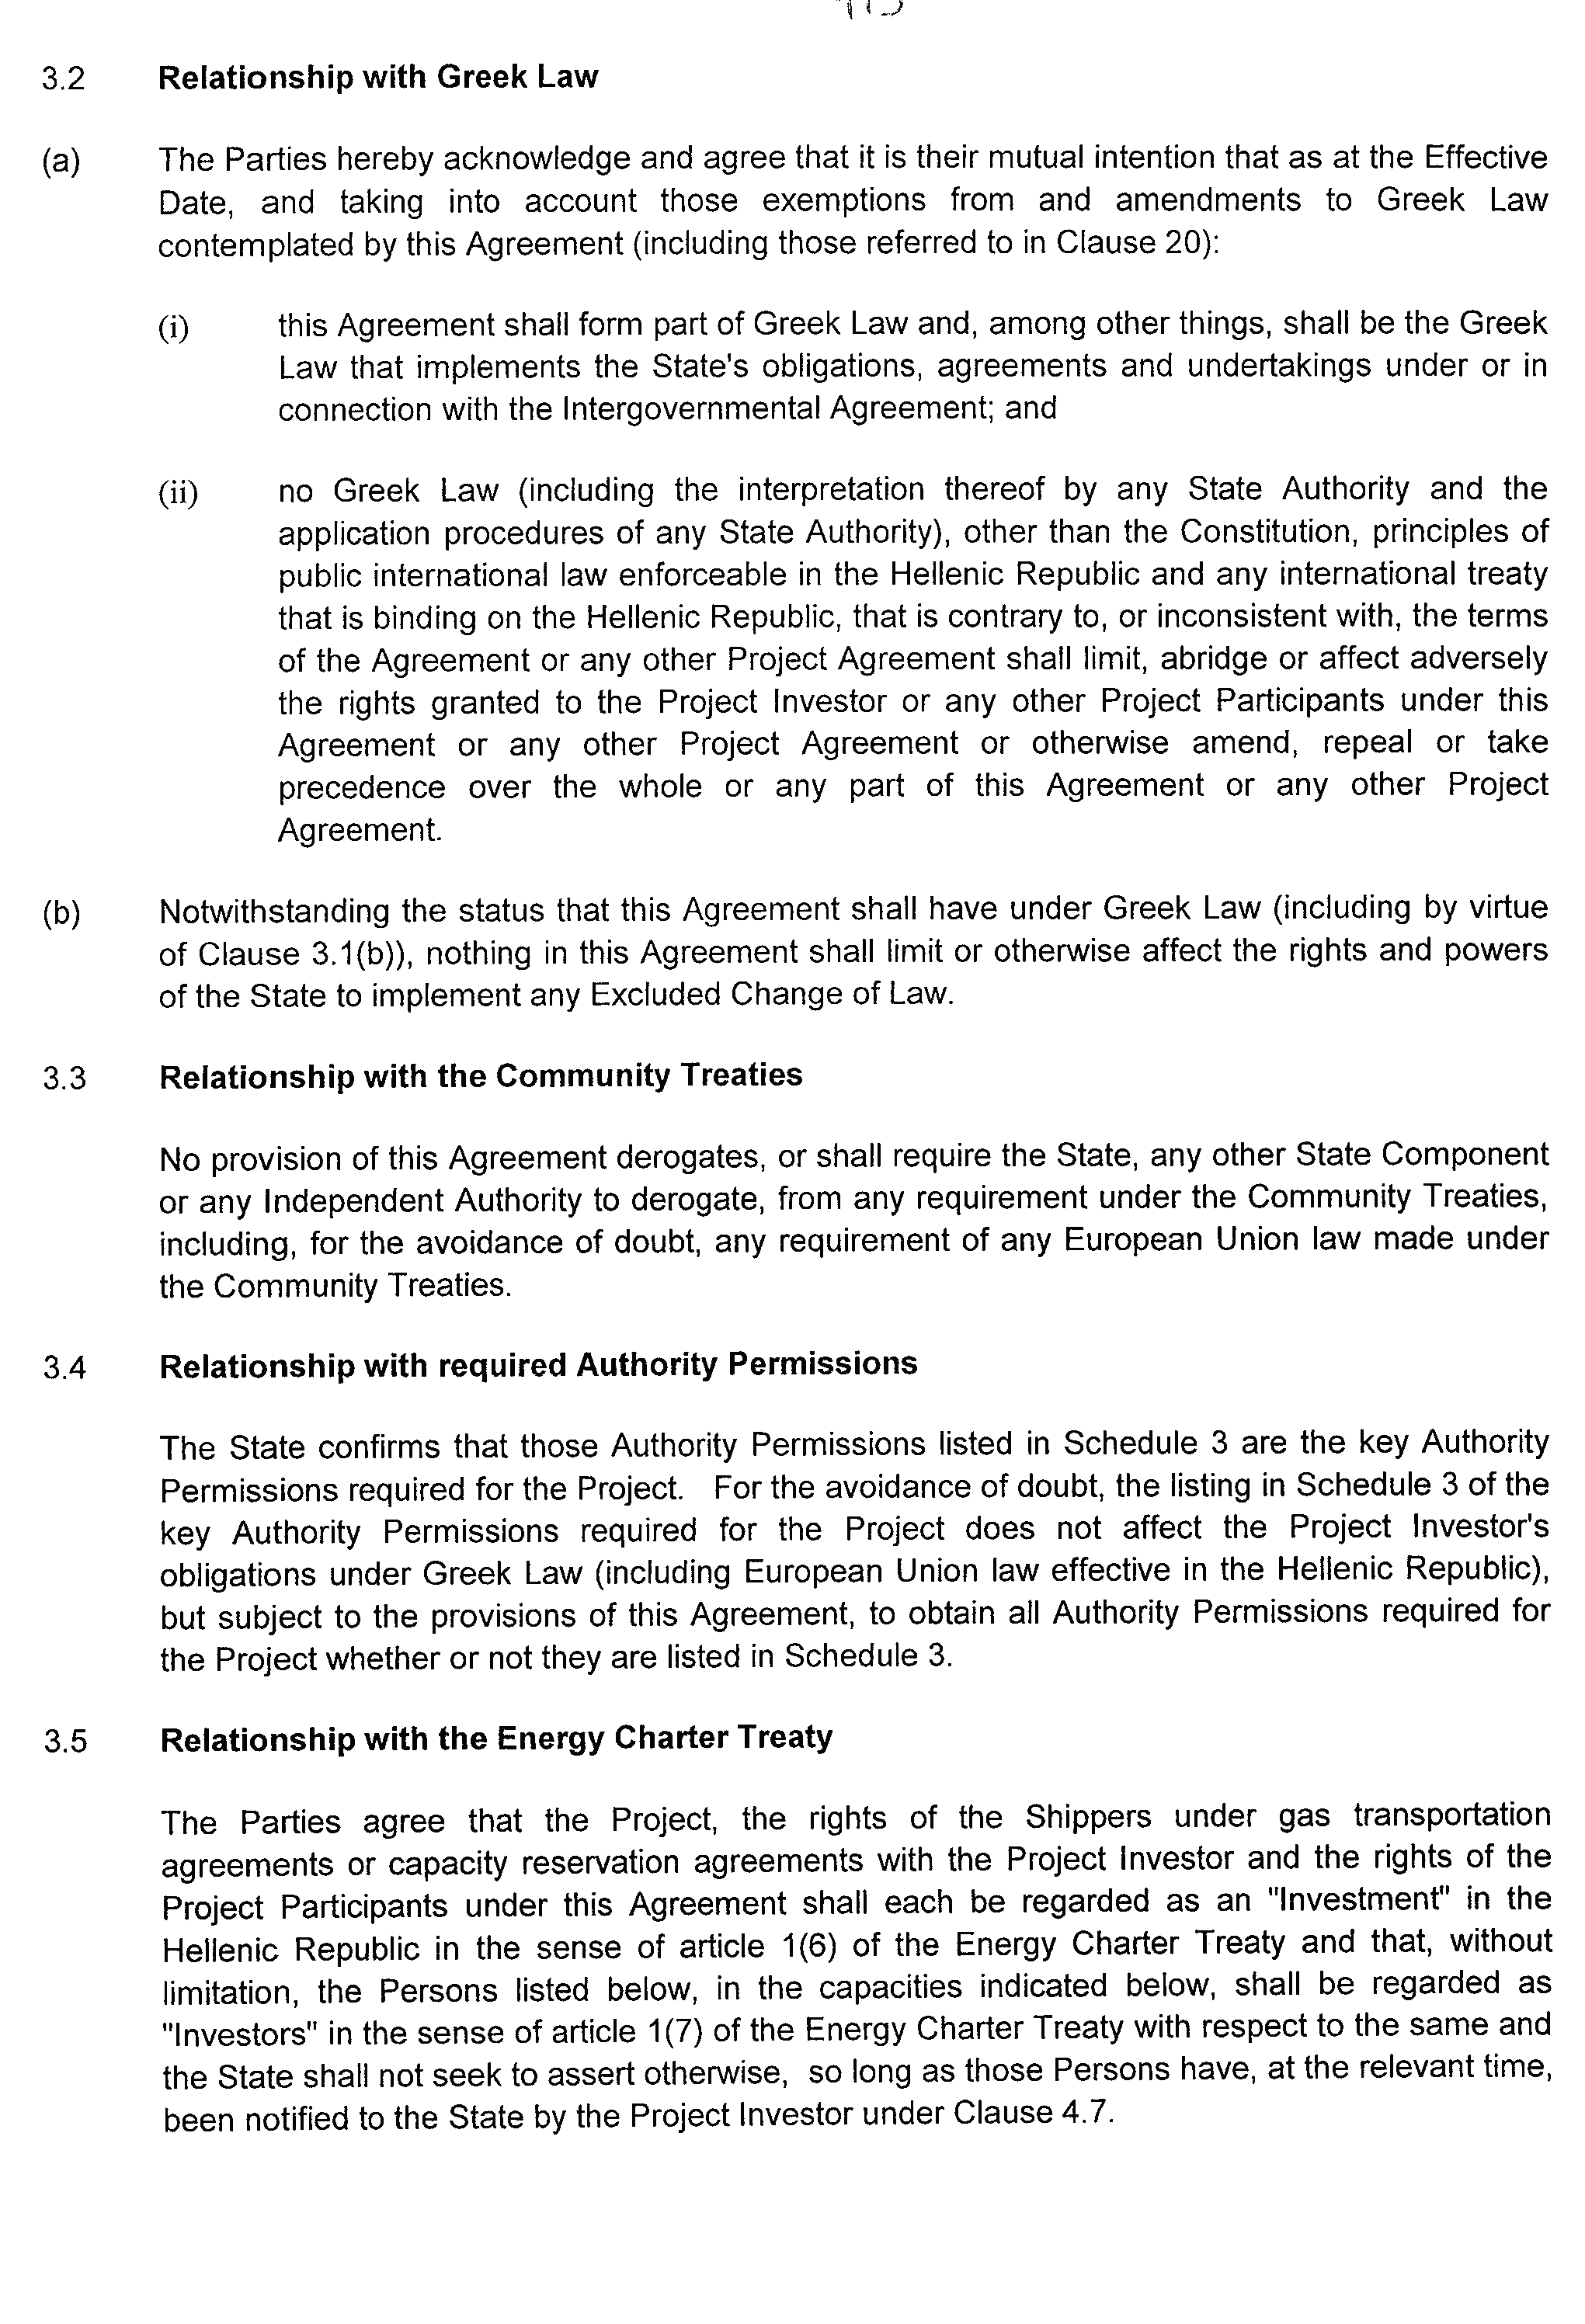 3.2 Relationship with Greek Law
(a) The Parties hereby acknowledge and agree that it is their mutual intention that as at the Effective
Date, and taking into account those exemptions from and amendments to Greek Law
contemplated by this Agreement (including those referred to in Clause 20):
(i) this Agreement shall form part of Greek Law and, among other things, shall be the Greek
Law that implements the State's obligations, agreements and undertakings under or in
connection with the Intergovernmental Agreement; and
(ii) no Greek Law (including the interpretation thereof by any State Authority and the
application procedures of any State Authority), other than the Constitution, principles of
public international law enforceable in the Hellenic Republic and any international treaty
that is binding on the Hellenic Republic, that is contrary to, or inconsistent with, the terms
of the Agreement or any other Project Agreement shall limit, abridge or affect adversely
the rights granted to the Project Investor or any other Project Participants under this
Agreement or any other Project Agreement or otherwise amend, repeal or take
precedence over the whole or any part of this Agreement or any other Project
Agreement.
(b) Notwithstanding the status that this Agreement shall have under Greek Law (including by virtue
of Clause 3.1(b)), nothing in this Agreement shall limit or otherwise affect the rights and powers
of the State to implement any Excluded Change of Law.
3.3 Relationship with the Community Treaties
No provision of this Agreement derogates, or shall require the State, any other State Component
or any Independent Authority to derogate, from any requirement under the Community Treaties,
including, for the avoidance of doubt, any requirement of any European Union law made under
the Community Treaties.
3.4 Relationship with required Authority Permissions
The State confirms that those Authority Permissions listed in Schedule 3 are the key Authority
Permissions required for the Project. For the avoidance of doubt, the listing in Schedule 3 of the
key Authority Permissions required for the Project does not affect the Project Investor's
obligations under Greek Law (including European Union law effective in the Hellenic Republic),
but subject to the provisions of this Agreement, to obtain all Authority Permissions required for
the Project whether or not they are listed in Schedule 3.
3.5 Relationship with the Energy Charter Treaty
The Parties agree that the Project, the rights of the Shippers under gas transportation
agreements or capacity reservation agreements with the Project Investor and the rights of the
Project Participants under this Agreement shall each be regarded as an "Investment" in the
Hellenic Republic in the sense of article 1(6) of the Energy Charter Treaty and that, without
limitation, the Persons listed below, in the capacities indicated below, shall be regarded as
"Investors" in the sense of article 1(7) of the Energy Charter Treaty with respect to the same and
the State shall not seek to assert otherwise, so long as those Persons have, at the relevant time,
been notified to the State by the Project Investor under Clause 4.7.